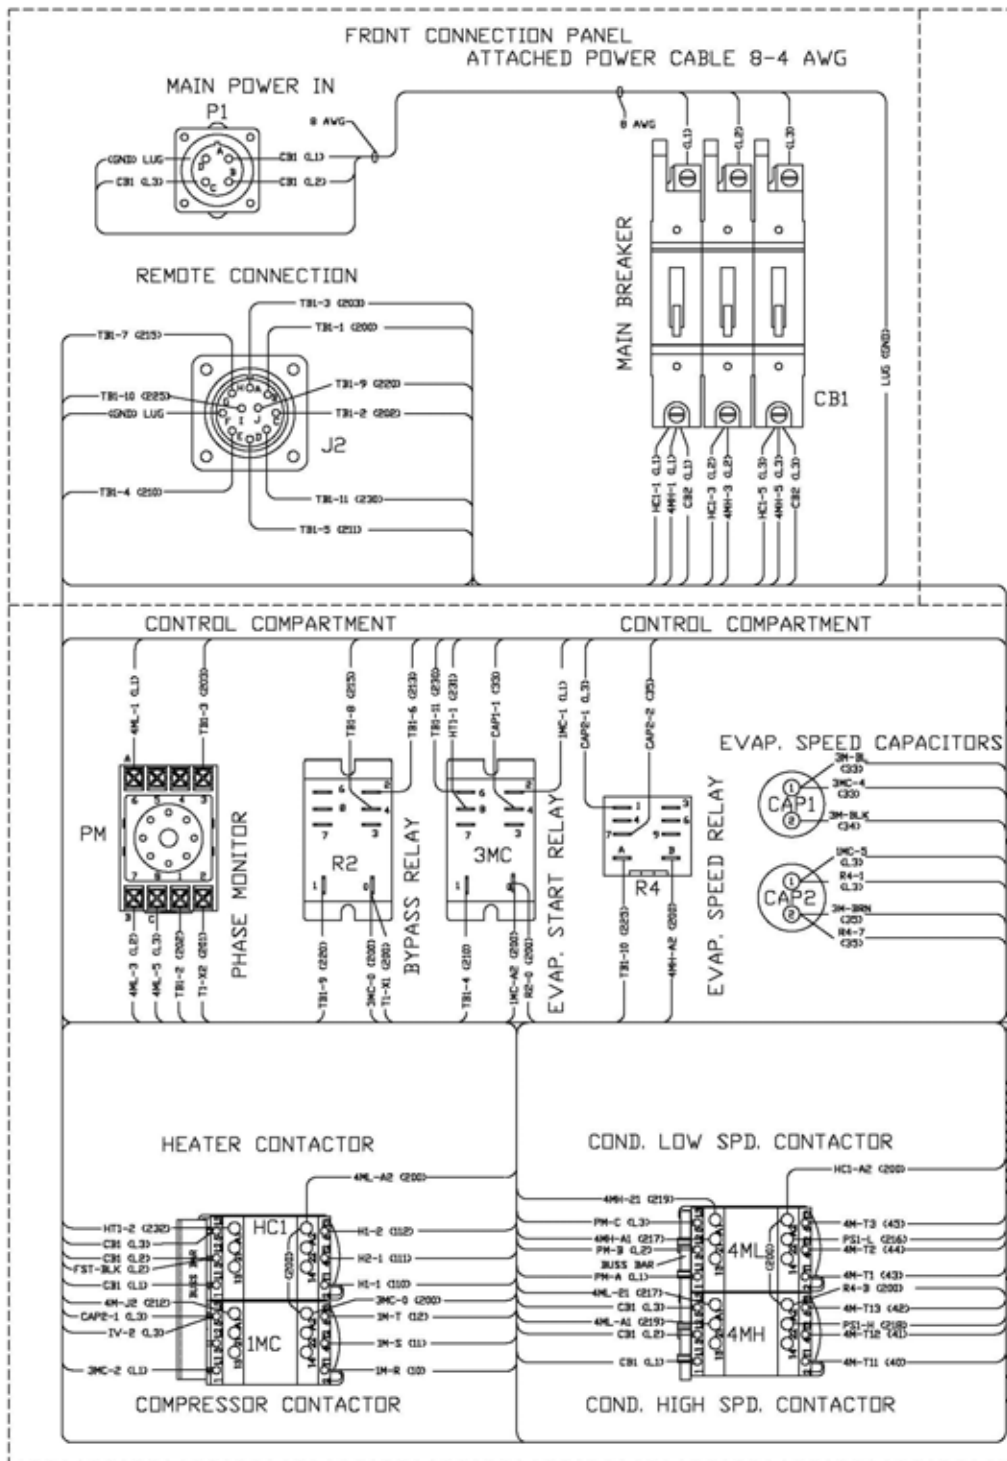 FRONT CONNECTION PANEL
ATTACHED POWER CABLE 8-4 AWG
MAIN POWER IN
P1
8 AWG
8 AWG
(L1)
(L2)
(L3)
(GND) LUG
CB1 (L1)
CB1 (L3)
CB1 (L2)
A
B
C
D
MAIN BREAKER
CB1
LUG (GND)
REMOTE CONNECTION
TB1-3 (203)
TB1-7 (215)
TB1-1 (200)
TB1-9 (220)
TB1-10 (225)
(GND) LUG
TB1-2 (202)
J2
TB1-4 (210)
TB1-11 (230)
TB1-5 (211)
HC1-1 (L1)
4MH-1 (L1)
CB2 (L1)
HC1-3 (L2)
4MH-3 (L2)
HC1-5 (L3)
4MH-5 (L3)
CB2 (L3)
CONTROL COMPARTMENT
CONTROL COMPARTMENT
4ML-1 (L1)
TB1-3 (203)
TB1-8 (215)
TB1-6 (213)
TB1-11 (230)
HT1-1 (231)
CAP1-1 (33)
1MC-1 (L1)
CAP2-1 (L3)
CAP2-2 (35)
EVAP. SPEED CAPACITORS
3M-BL
(33)
3MC-4
(33)
CAP1
3M-BLK
(34)
1MC-5
(L3)
R4-1
(L3)
CAP2
3M-BRN
(35)
R4-7
(35)
PM
PHASE MONITOR
R2
BYPASS RELAY
3MC
EVAP. START RELAY
R4
EVAP. SPEED RELAY
4ML-3 (L2)
4ML-5 (L3)
TB1-2 (202)
T1-X2 (201)
TB1-9 (220)
3MC-0 (200)
T1-X1 (200)
TB1-4 (210)
1MC-A2 (200)
R2-0 (200)
TB1-10 (225)
4MH-A2 (200)
HEATER CONTACTOR
4ML-A2 (200)
HT1-2 (232)
CB1 (L3)
CB1 (L2)
FST-BLK (L2)
CB1 (L1)
BUSS BAR
HC1
(200)
H1-2 (112)
H2-1 (111)
H1-1 (110)
3MC-0 (200)
4M-J2 (212)
CAP2-1 (L3)
IV-2 (L3)
3MC-2 (L1)
1MC
1M-T (12)
1M-S (11)
1M-R (10)
COMPRESSOR CONTACTOR
COND. LOW SPD. CONTACTOR
HC1-A2 (200)
4MH-21 (219)
PM-C (L3)
4MH-A1 (217)
PM-B (L2)
BUSS BAR
PM-A (L1)
4ML
(200)
4M-T3 (45)
PS1-L (216)
4M-T2 (44)
4M-T1 (43)
R4-B (200)
4ML-21 (217)
CB1 (L3)
4ML-A1 (219)
CB1 (L2)
CB1 (L1)
4MH
4M-T13 (42)
PS1-H (218)
4M-T12 (41)
4M-T11 (40)
COND. HIGH SPD. CONTACTOR